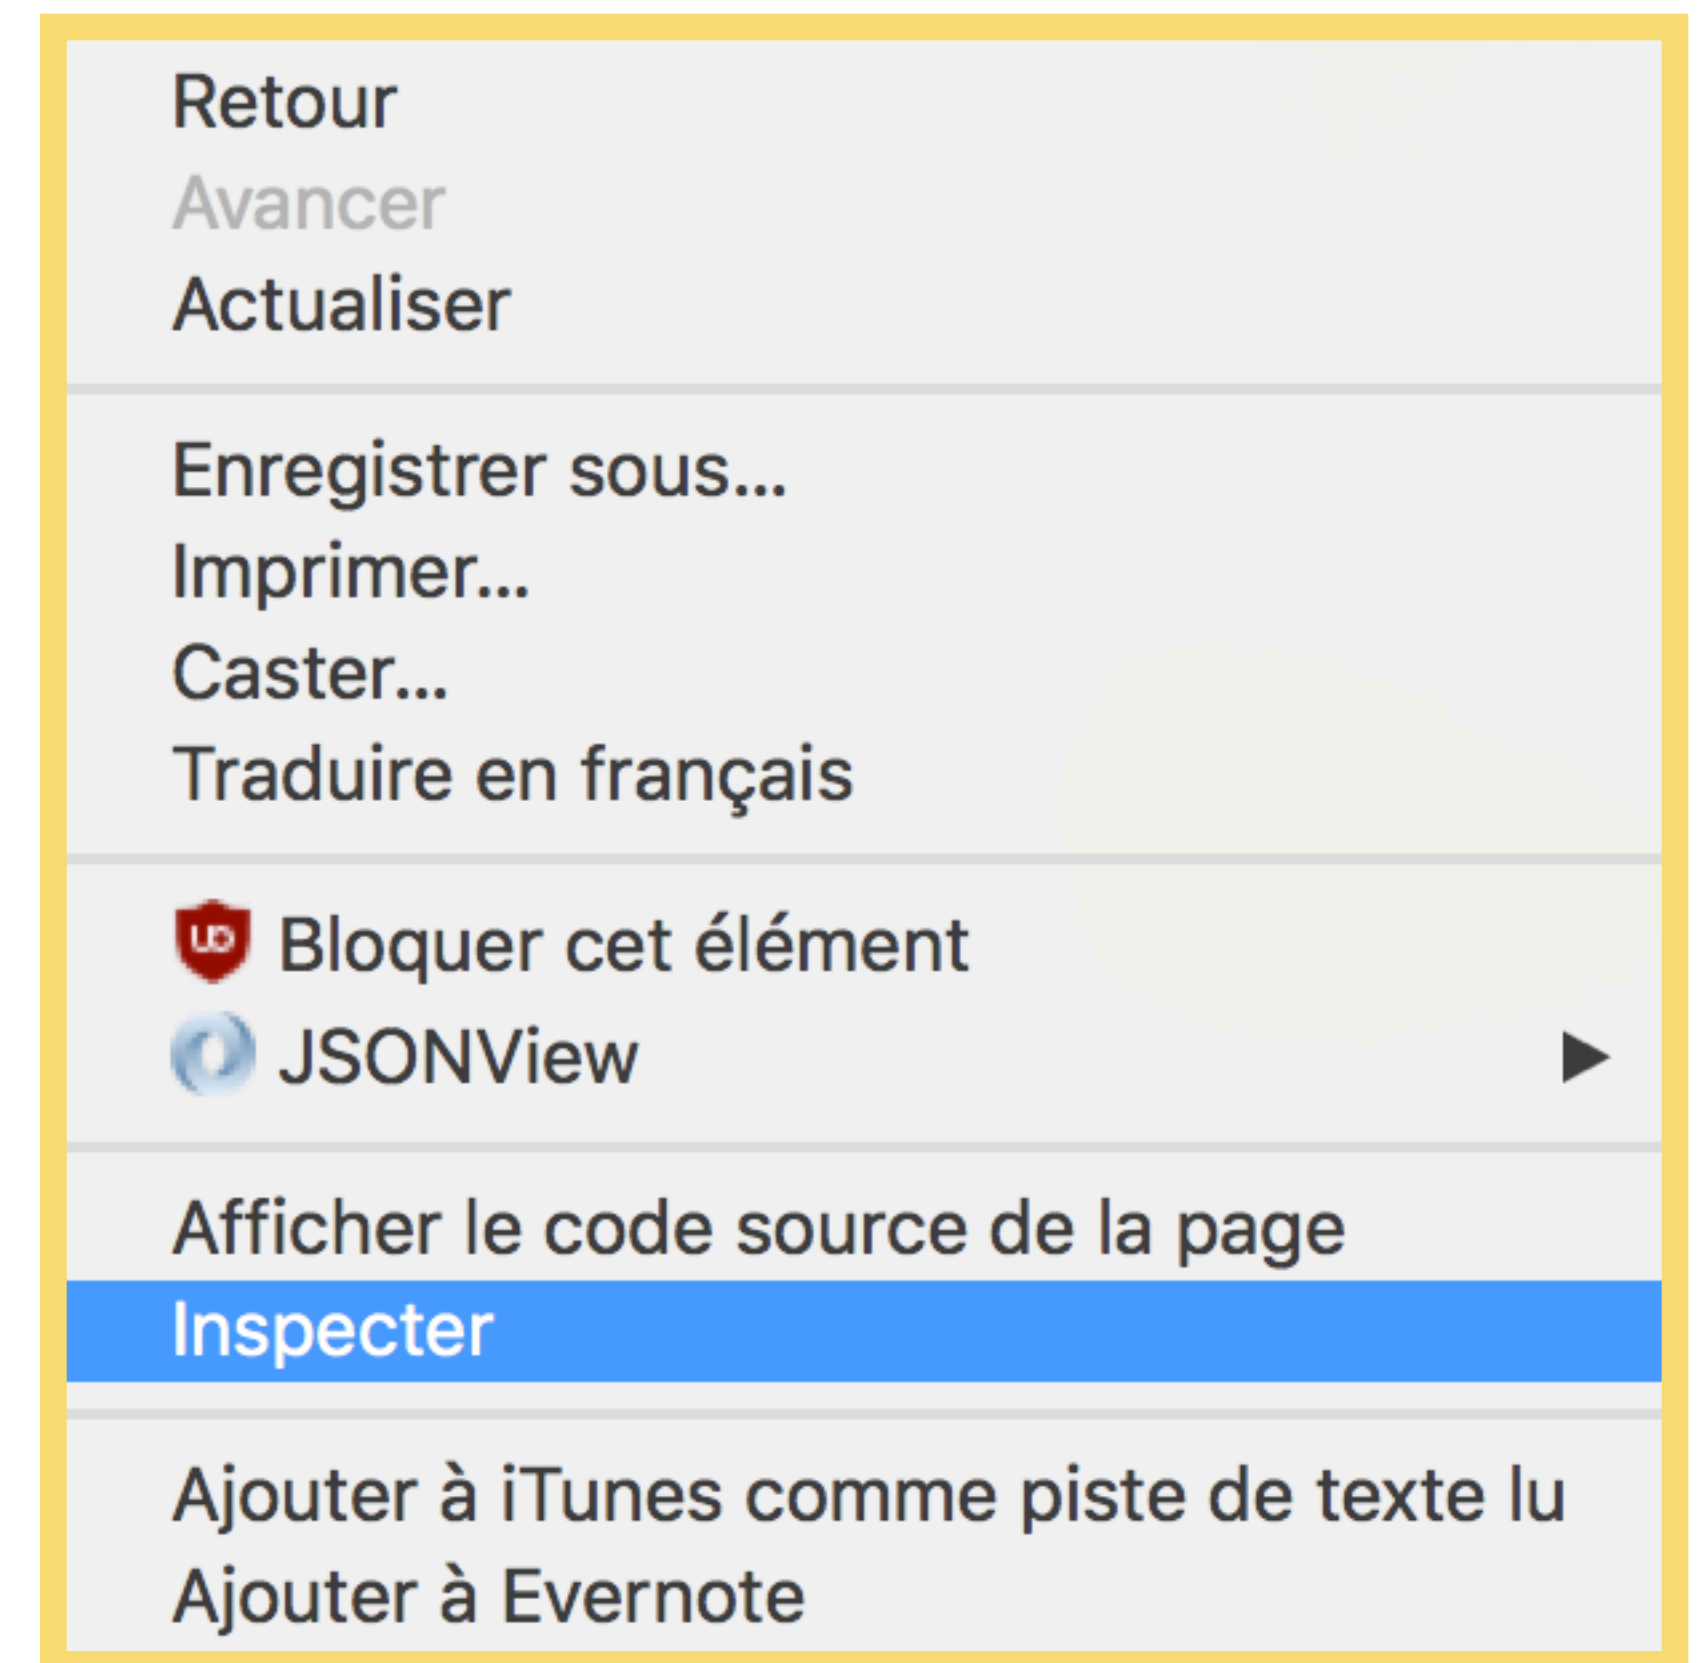 Retour
Avancer
Actualiser
Enregistrer sous...
Imprimer...
Caster...
Traduire en français
Bloquer cet élément
JSONView
Afficher le code source de la page
Inspecter
Ajouter à iTunes comme piste de texte lu
Ajouter à Evernote